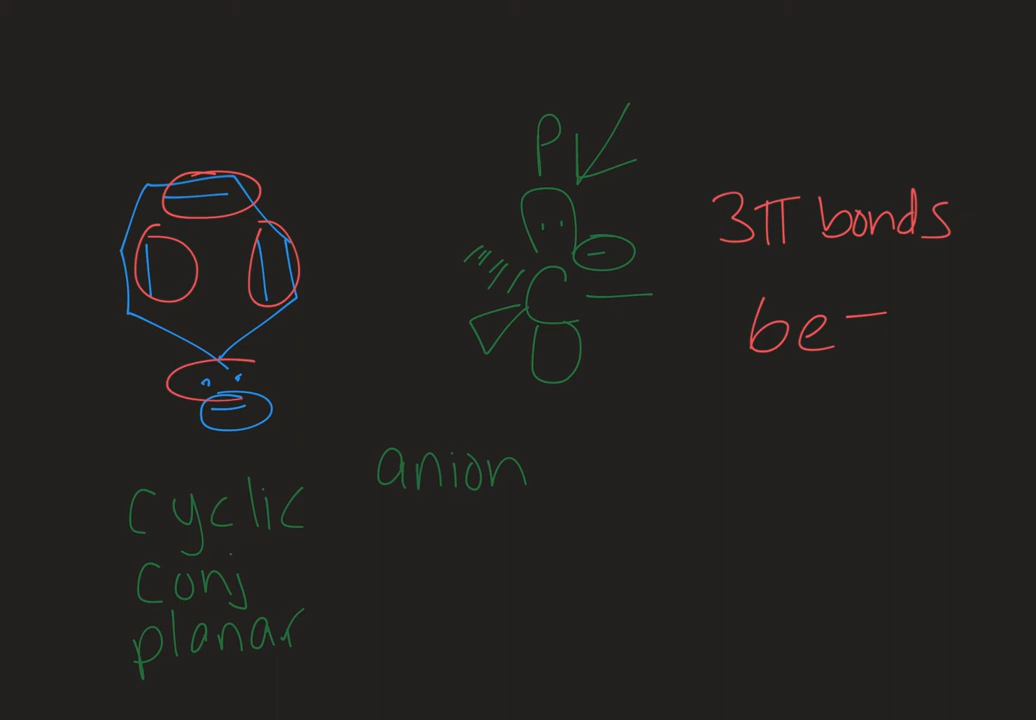 P
3π bonds
C
6e⁻
anion
cyclic
conj
planar